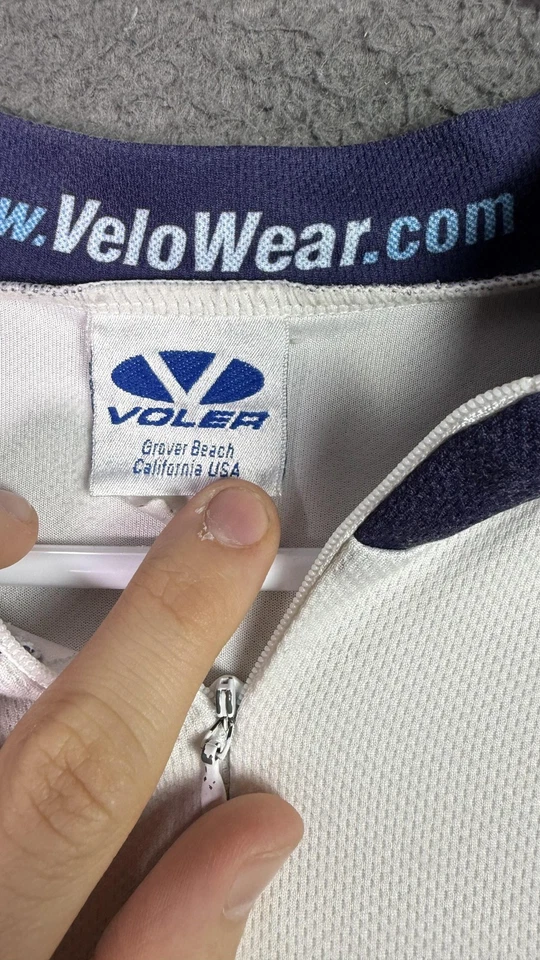 w.VeloWear.com
VOLER
Grover Beach
California USA